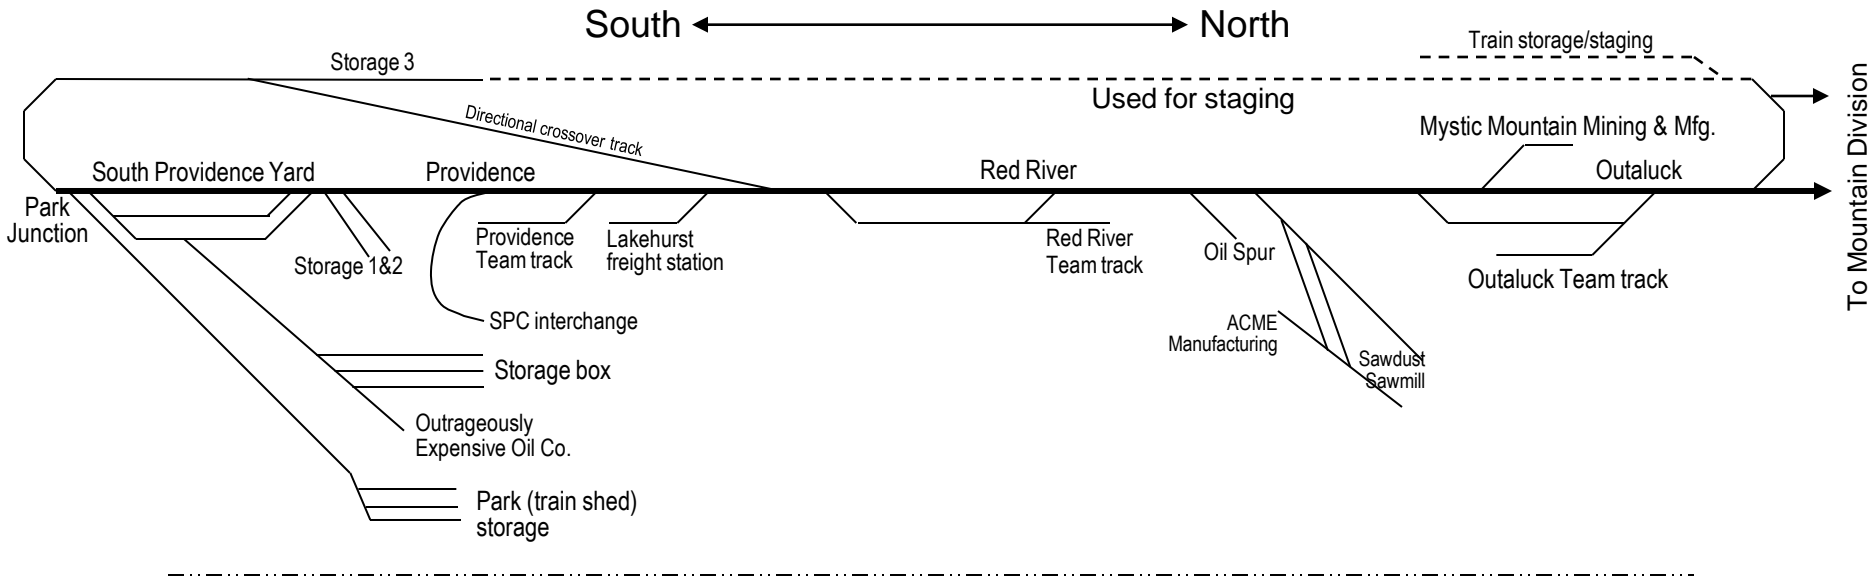 South North
Train storage/staging
Storage 3
Used for staging
Directional crossover track
Mystic Mountain Mining & Mfg.
To Mountain Division
South Providence Yard
Providence
Red River
Outaluck
Park
Junction
Storage 1&2
Providence
Team track
Lakehurst
freight station
Red River
Team track
Oil Spur
Outaluck Team track
SPC interchange
ACME
Manufacturing
Sawdust
Sawmill
Storage box
Outrageously
Expensive Oil Co.
Park (train shed)
storage